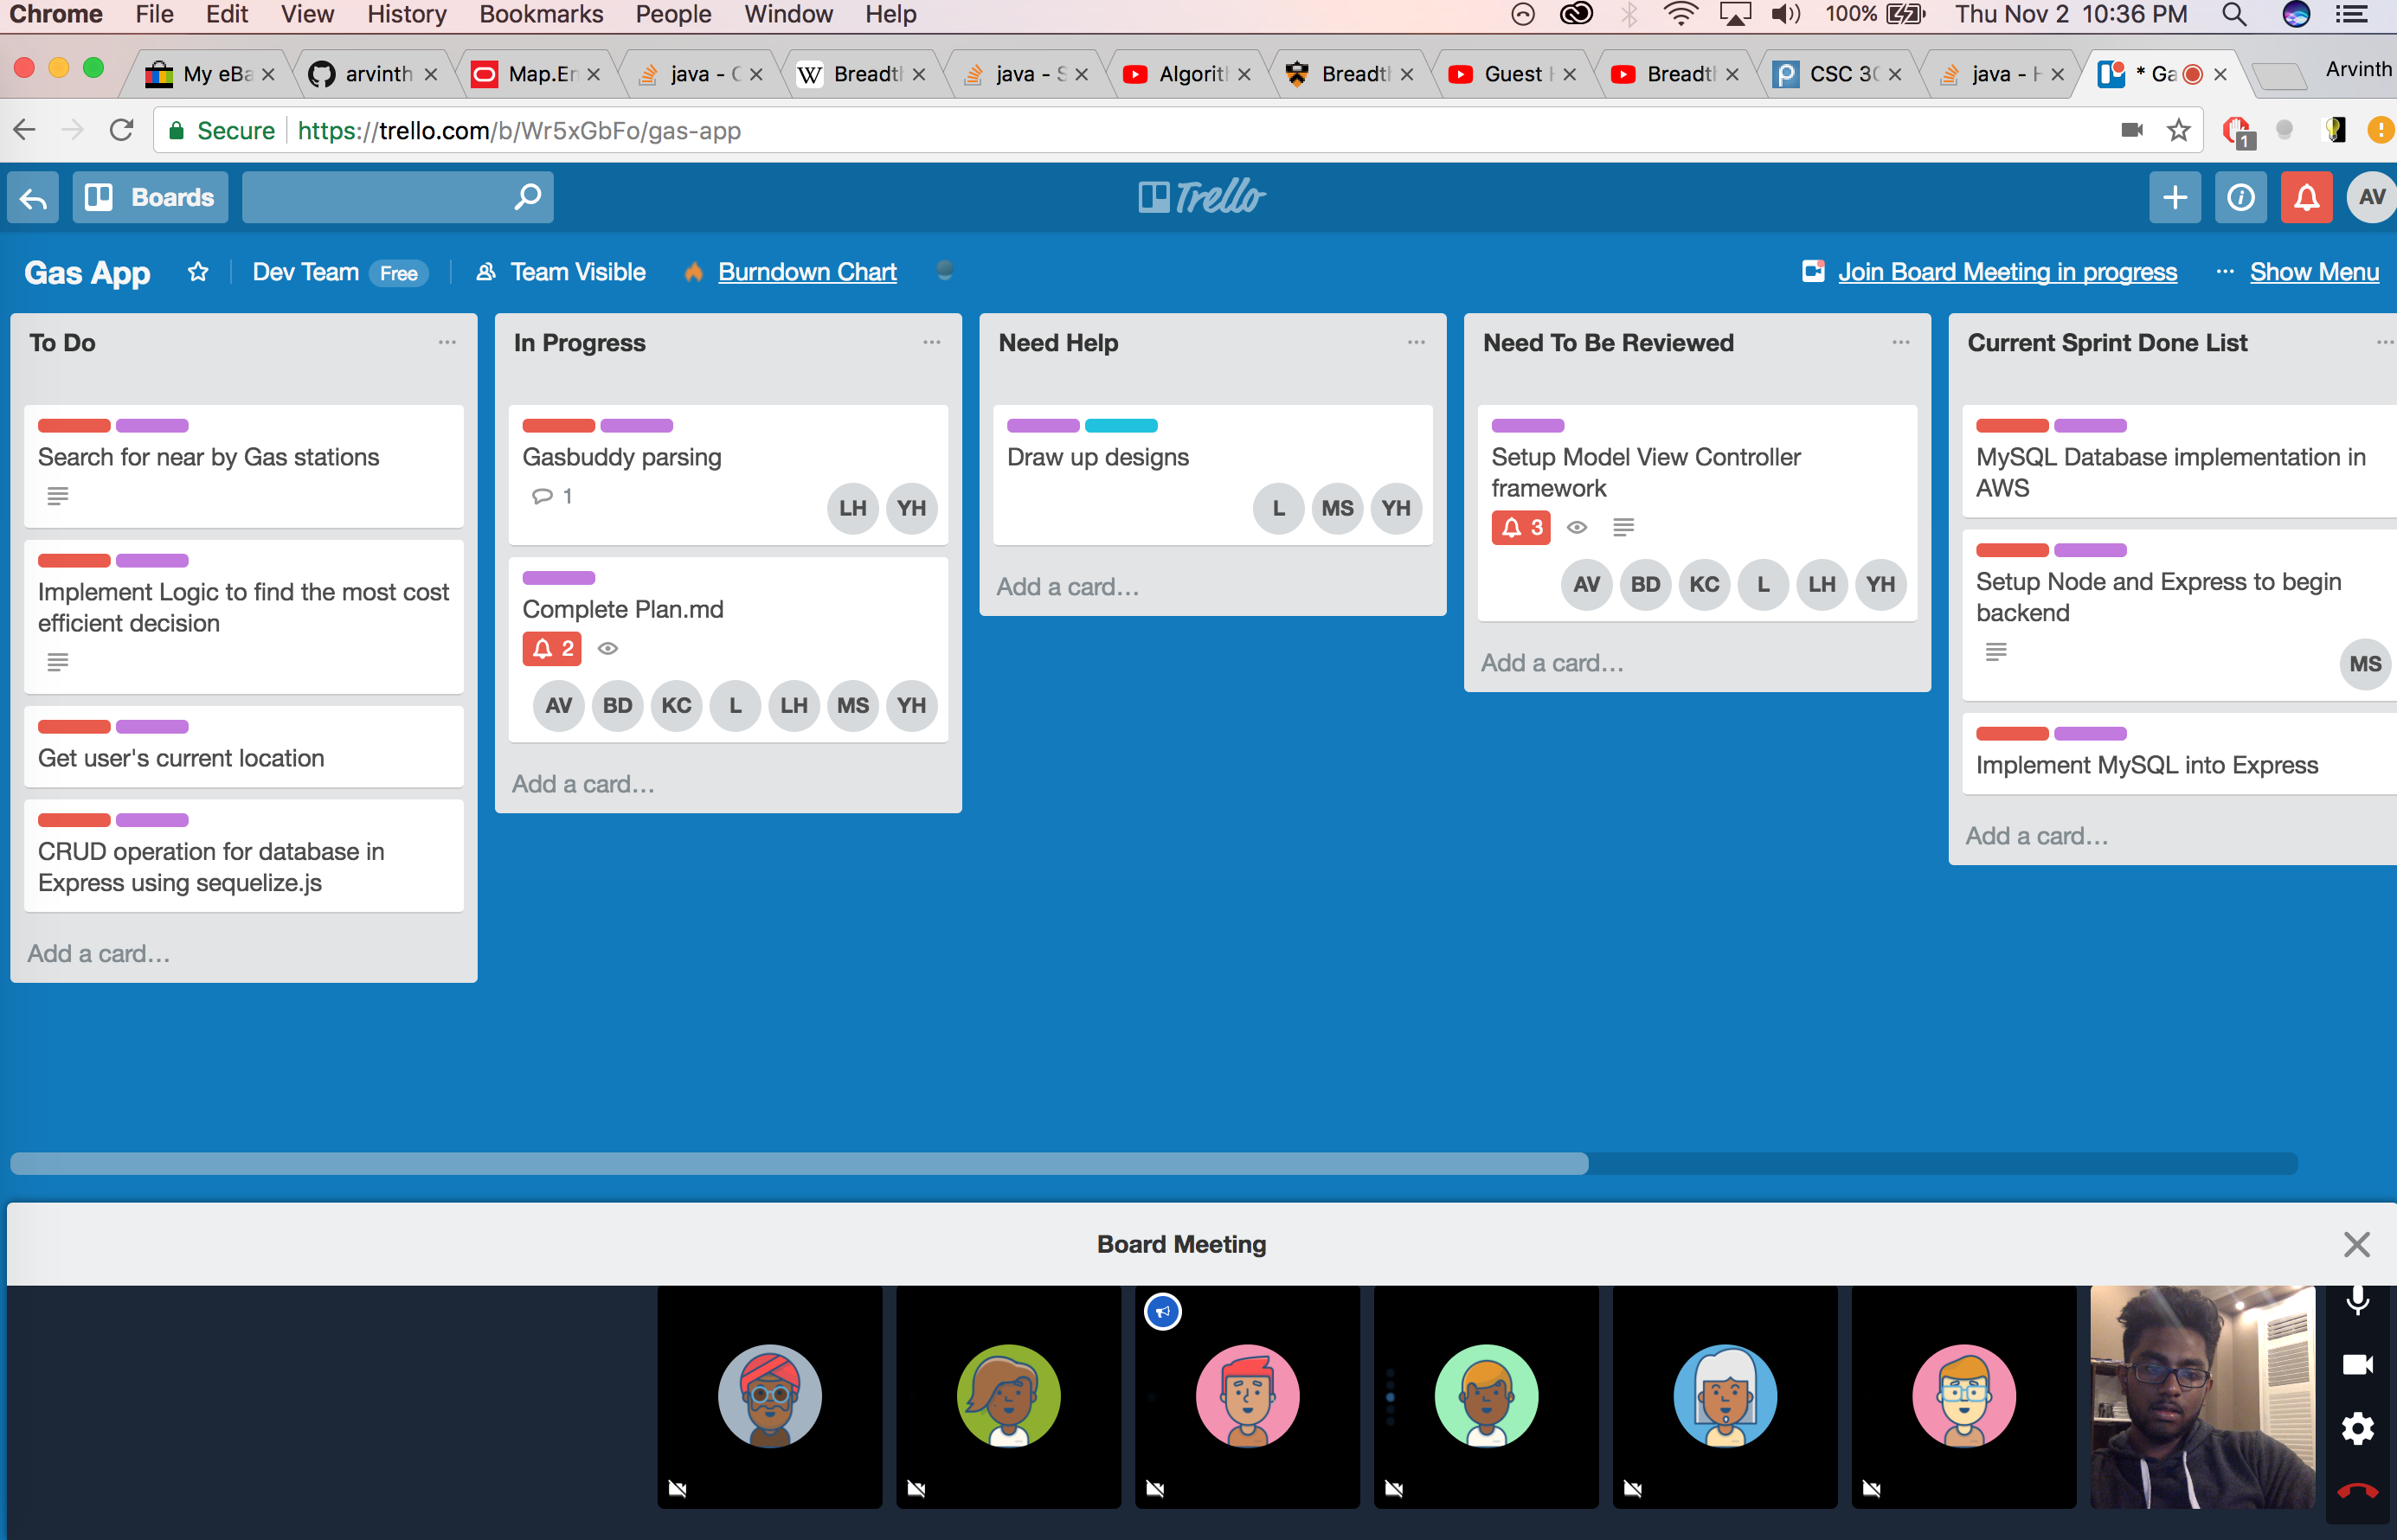 Chrome File Edit View History Bookmarks People Window Help 100% Thu Nov 2 10:36 PM
My eBa arvinth Map.En java - W Breadt java - S Algorit Breadt Guest Breadt CSC 30 java - * Ga Arvinth
Secure https://trello.com/b/Wr5xGbFo/gas-app 1
Boards Trello AV
Gas App Dev Team Free Team Visible Burndown Chart Join Board Meeting in progress ... Show Menu
To Do
Search for near by Gas stations
Implement Logic to find the most cost
efficient decision
Get user's current location
CRUD operation for database in
Express using sequelize.js
Add a card...
In Progress
Gasbuddy parsing
1
LH YH
Complete Plan.md
2
AV BD KC L LH MS YH
Add a card...
Need Help
Draw up designs
L MS YH
Add a card...
Need To Be Reviewed
Setup Model View Controller
framework
3
AV BD KC L LH YH
Add a card...
Current Sprint Done List
MySQL Database implementation in
AWS
Setup Node and Express to begin
backend
MS
Implement MySQL into Express
Add a card...
Board Meeting